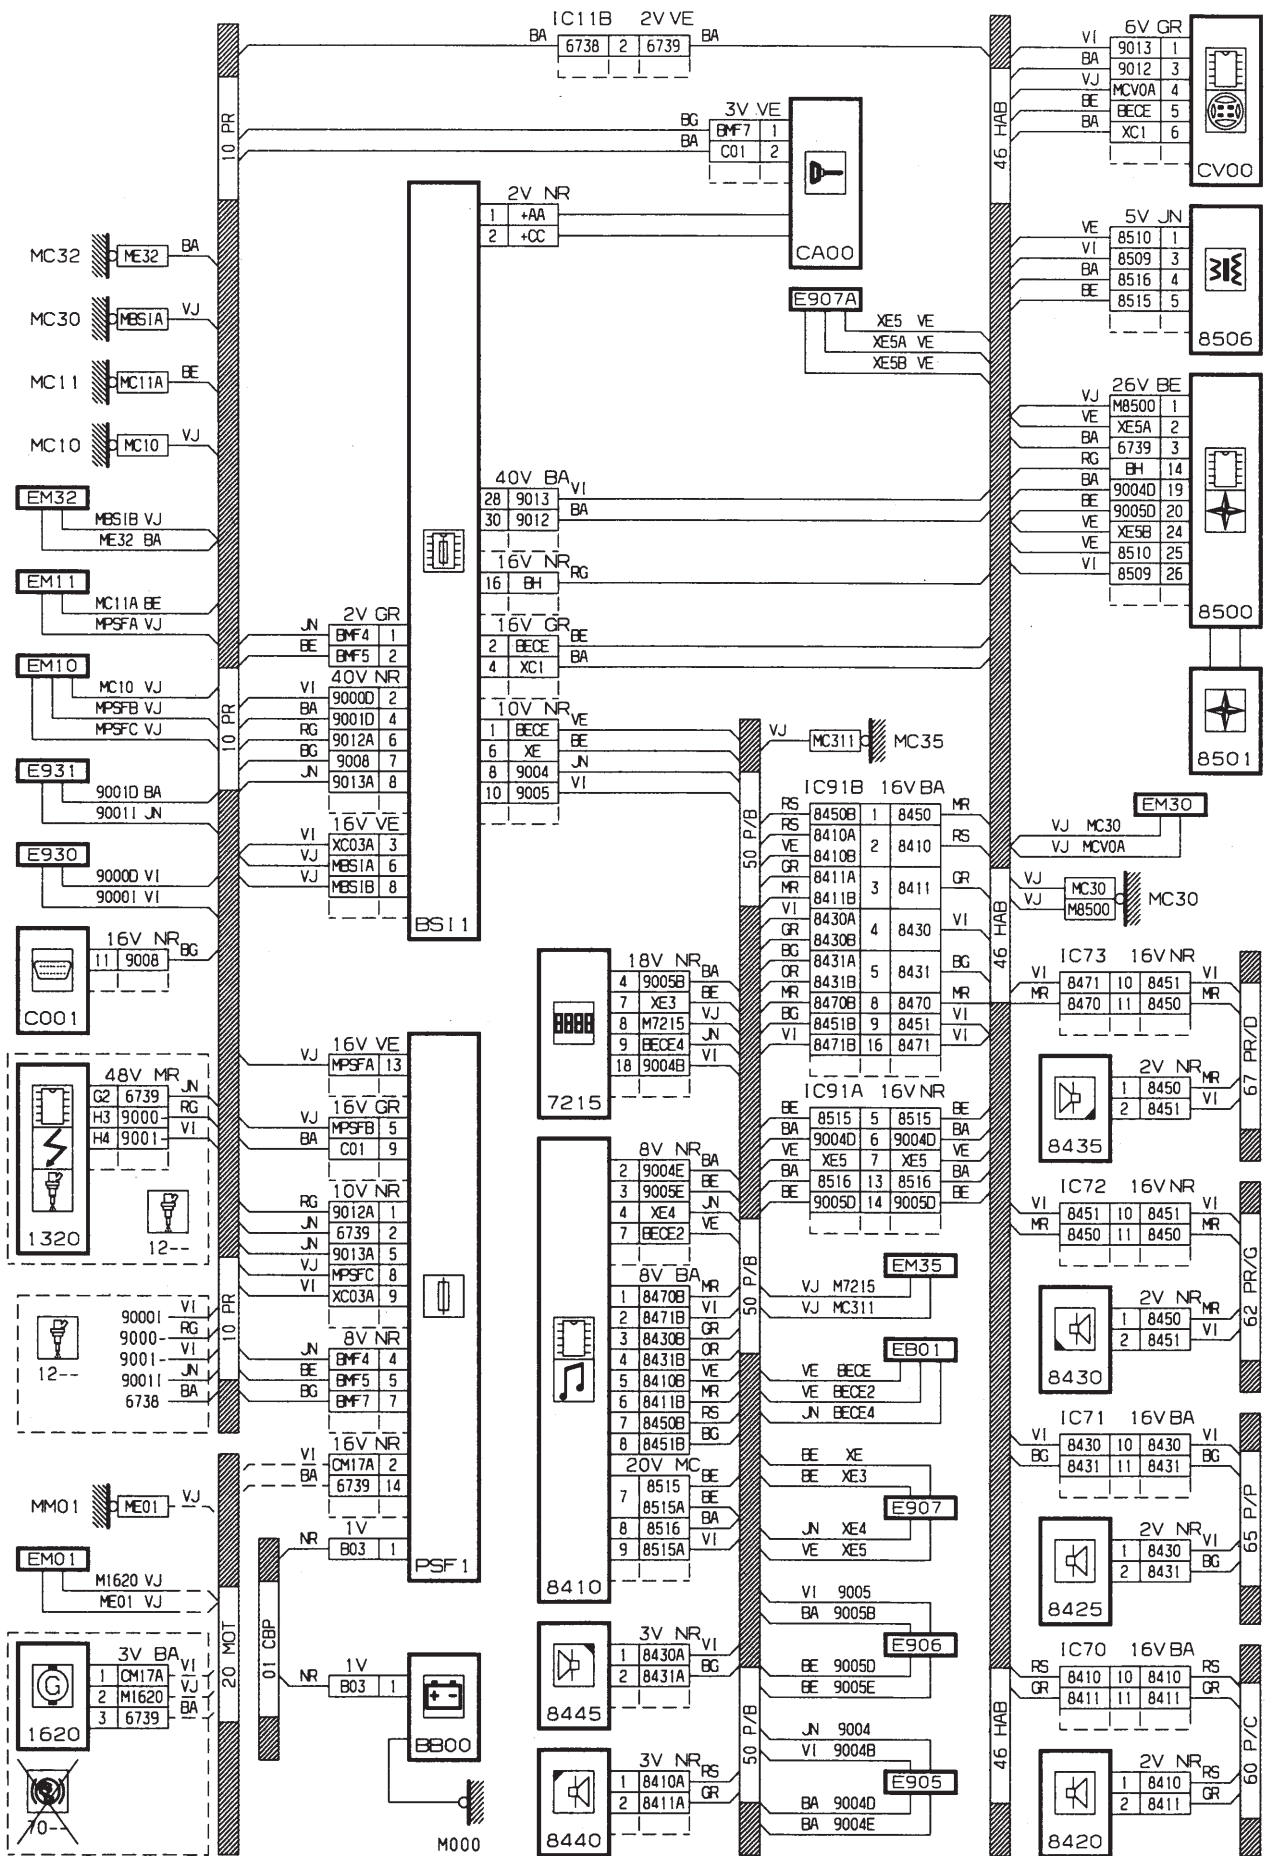 IC11B 2V VE
BA 6738 2 6739 BA
10 PR
46 HAB
6V GR
VI 9013 1
BA 9012 3
VJ MCV0A 4
BE BECE 5
BA XC1 6
CV00
3V VE
BG BMF7 1
BA C01 2
CA00
2V NR
1 +AA
2 +CC
5V JN
VE 8510 1
VI 8509 3
BA 8516 4
BE 8515 5
8506
MC32 ME32 BA
MC30 MBSIA VJ
MC11 MC11A BE
MC10 MC10 VJ
E907A
XE5 VE
XE5A VE
XE5B VE
26V BE
VJ M8500 1
VE XE5A 2
BA 6739 3
RG BH 14
BA 9004D 19
BE 9005D 20
VE XE5B 24
VE 8510 25
VI 8509 26
8500
8501
EM32
MBSIB VJ
ME32 BA
EM11
MC11A BE
MPSFA VJ
EM10
MC10 VJ
MPSFB VJ
MPSFC VJ
10 PR
E931
9001D BA
9001I JN
E930
9000D VI
9000I VI
40V BA
28 9013 VI
30 9012 BA
16V NR
16 BH RG
16V GR
2 BECE BE
4 XC1 BA
10V NR
1 BECE VE
6 XE BE
8 9004 JN
10 9005 VI
2V GR
JN BMF4 1
BE BMF5 2
40V NR
VI 9000D 2
BA 9001D 4
RG 9012A 6
BG 9008 7
JN 9013A 8
16V VE
VI XC03A 3
VJ MBSIA 6
VJ MBSIB 8
BSI1
50 P/B
VJ MC311 MC35
IC91B 16V BA
RS 8450B 1 8450 MR
RS 8410A
VE 8410B
2 8410 RS
GR 8411A
MR 8411B
3 8411 GR
VI 8430A
GR 8430B
4 8430 VI
BG 8431A
OR 8431B
5 8431 BG
MR 8470B 8 8470 MR
BG 8451B 9 8451 VI
VI 8471B 16 8471 VI
EM30
VJ MC30
VJ MCV0A
46 HAB
VJ MC30
VJ M8500
MC30
C001
16V NR
11 9008 BG
1320
48V MR
G2 6739 JN
H3 9000- RG
H4 9001- VI
12--
16V VE
VJ MPSFA 13
16V GR
VJ MPSFB 5
BA C01 9
10V NR
RG 9012A 1
JN 6739 2
JN 9013A 5
VJ MPSFC 8
VI XC03A 9
8V NR
JN BMF4 4
BE BMF5 5
BG BMF7 7
16V NR
VI CM17A 2
BA 6739 14
1V
NR B03 1
PSF1
10 PR
12--
9000I VI
9000- RG
9001- VI
9001I JN
6738 BA
18V NR
4 9005B BA
7 XE3 BE
8 M7215 VJ
9 BECE4 JN
18 9004B VI
7215
IC91A 16V NR
BE 8515 5 8515 BE
BA 9004D 6 9004D BA
VE XE5 7 XE5 VE
BA 8516 13 8516 BA
BE 9005D 14 9005D BE
8V NR
2 9004E BA
3 9005E BE
4 XE4 JN
7 BECE2 VE
8V BA
1 8470B MR
2 8471B VI
3 8430B GR
4 8431B OR
5 8410B VE
6 8411B MR
7 8450B RS
8 8451B BG
20V MC
7 8515 BE
8515A BE
8 8516 BA
9 8515A VI
8410
50 P/B
EM35
VJ M7215
VJ MC311
EB01
VE BECE
VE BECE2
JN BECE4
BE XE
BE XE3
E907
JN XE4
VE XE5
VI 9005
BA 9005B
E906
BE 9005D
BE 9005E
JN 9004
VI 9004B
E905
BA 9004D
BA 9004E
50 P/B
IC73 16V NR
VI 8471 10 8451 VI
MR 8470 11 8450 MR
67 PR/D
2V NR
1 8450 MR
2 8451 VI
8435
IC72 16V NR
VI 8451 10 8451 VI
MR 8450 11 8450 MR
62 PR/G
2V NR
1 8450 MR
2 8451 VI
8430
IC71 16V BA
VI 8430 10 8430 VI
BG 8431 11 8431 BG
65 P/P
2V NR
1 8430 VI
2 8431 BG
8425
IC70 16V BA
RS 8410 10 8410 RS
GR 8411 11 8411 GR
60 P/C
46 HAB
2V NR
1 8410 RS
2 8411 GR
8420
MM01 ME01 VJ
EM01
M1620 VJ
ME01 VJ
20 MOT
01 CBP
3V BA
1 CM17A VI
2 M1620 VJ
3 6739 BA
1620
70--
1V
NR B03 1
BB00
M000
3V NR
1 8430A VI
2 8431A BG
8445
3V NR
1 8410A RS
2 8411A GR
8440